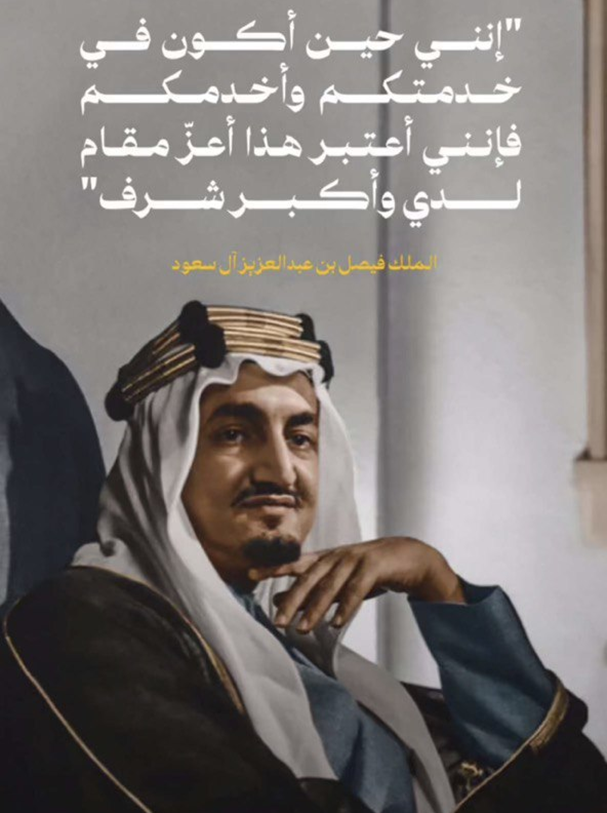 "إنني حين أكون في
خدمتكم وأخدمكم
فإنني أعتبر هذا أعزّ مقام
لدي وأكبر شرف"
الملك فيصل بن عبدالعزيز آل سعود